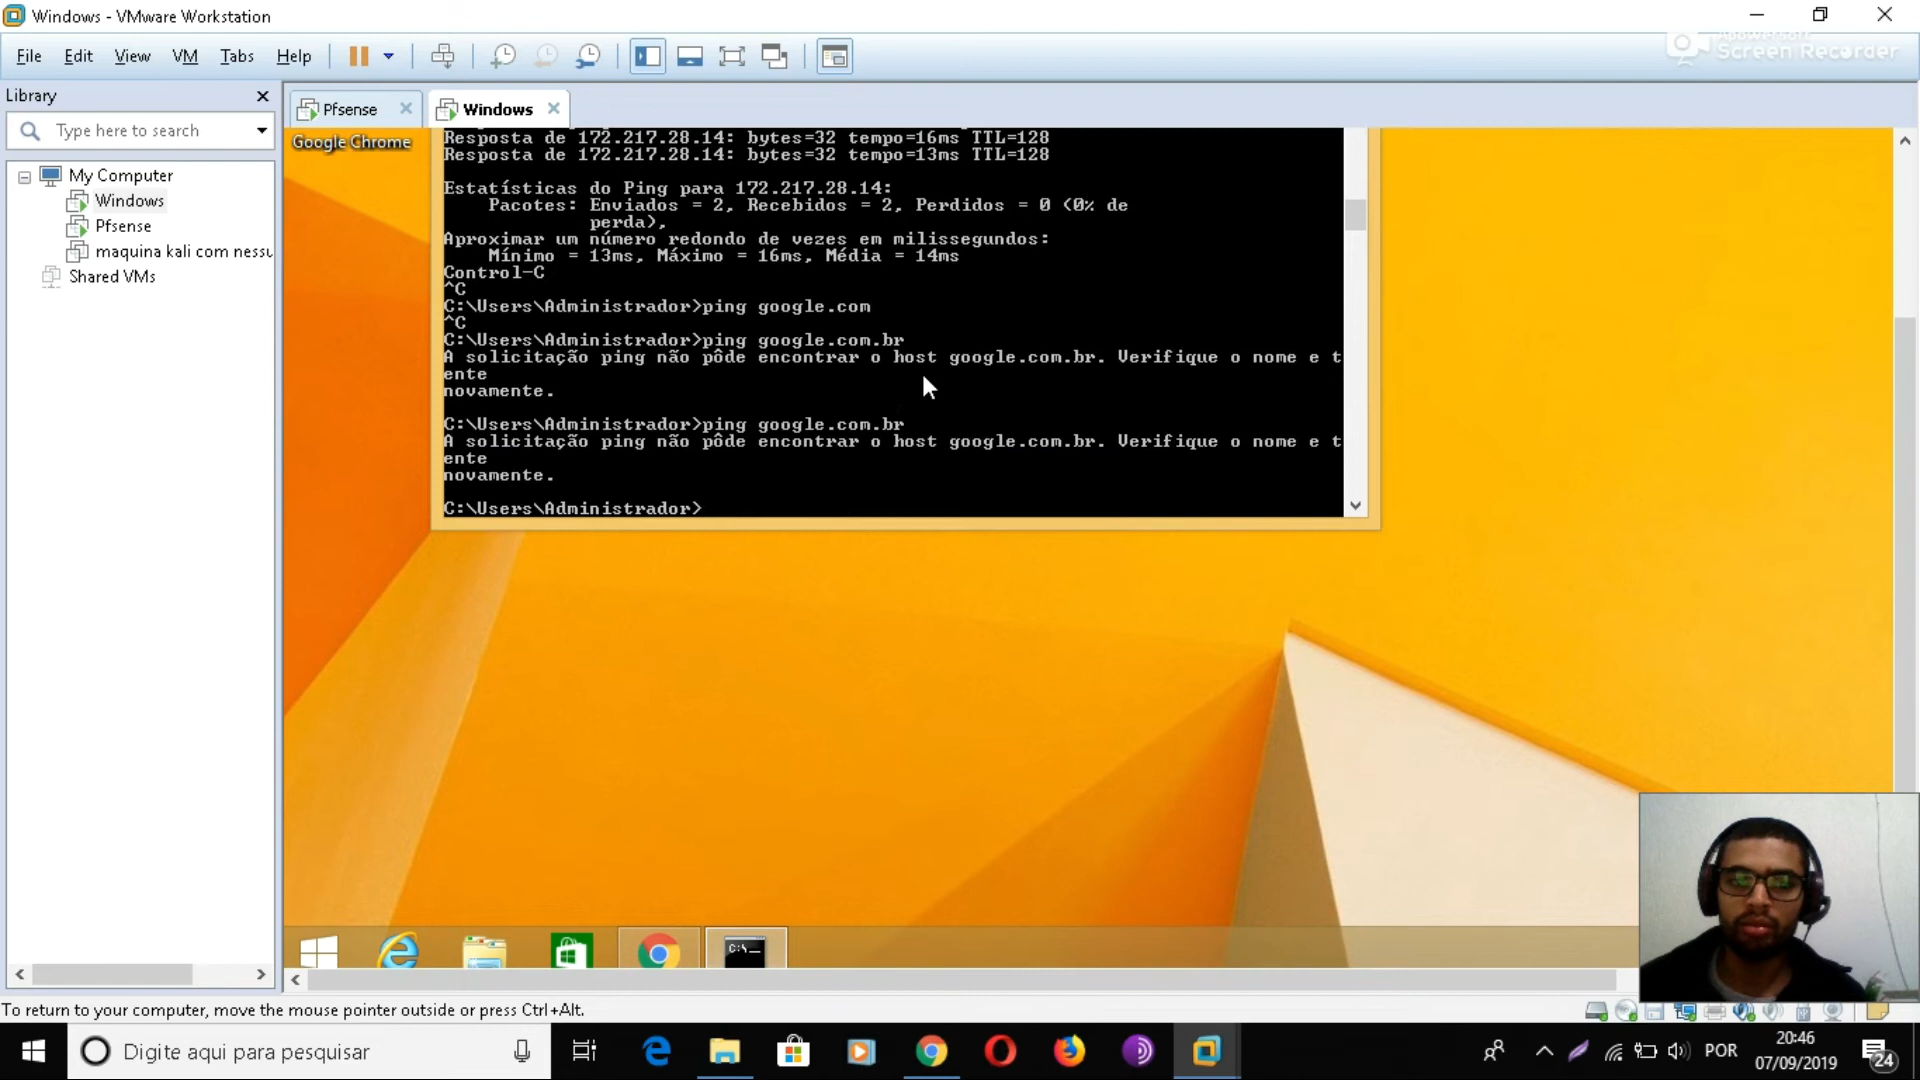 Windows - VMware Workstation
Apowersoft
Screen Recorder
File Edit View VM Tabs Help
Library
Type here to search
My Computer
Windows
Pfsense
maquina kali com nessu
Shared VMs
Pfsense Windows
Google Chrome
Resposta de 172.217.28.14: bytes=32 tempo=16ms TTL=128
Resposta de 172.217.28.14: bytes=32 tempo=13ms TTL=128
Estatísticas do Ping para 172.217.28.14:
Pacotes: Enviados = 2, Recebidos = 2, Perdidos = 0 (0% de
perda),
Aproximar um número redondo de vezes em milissegundos:
Mínimo = 13ms, Máximo = 16ms, Média = 14ms
Control-C
^C
C:\Users\Administrador>ping google.com
^C
C:\Users\Administrador>ping google.com.br
A solicitação ping não pôde encontrar o host google.com.br. Verifique o nome e t
ente
novamente.
C:\Users\Administrador>ping google.com.br
A solicitação ping não pôde encontrar o host google.com.br. Verifique o nome e t
ente
novamente.
C:\Users\Administrador>
C:\_
To return to your computer, move the mouse pointer outside or press Ctrl+Alt.
Digite aqui para pesquisar
POR
20:46
07/09/2019
24